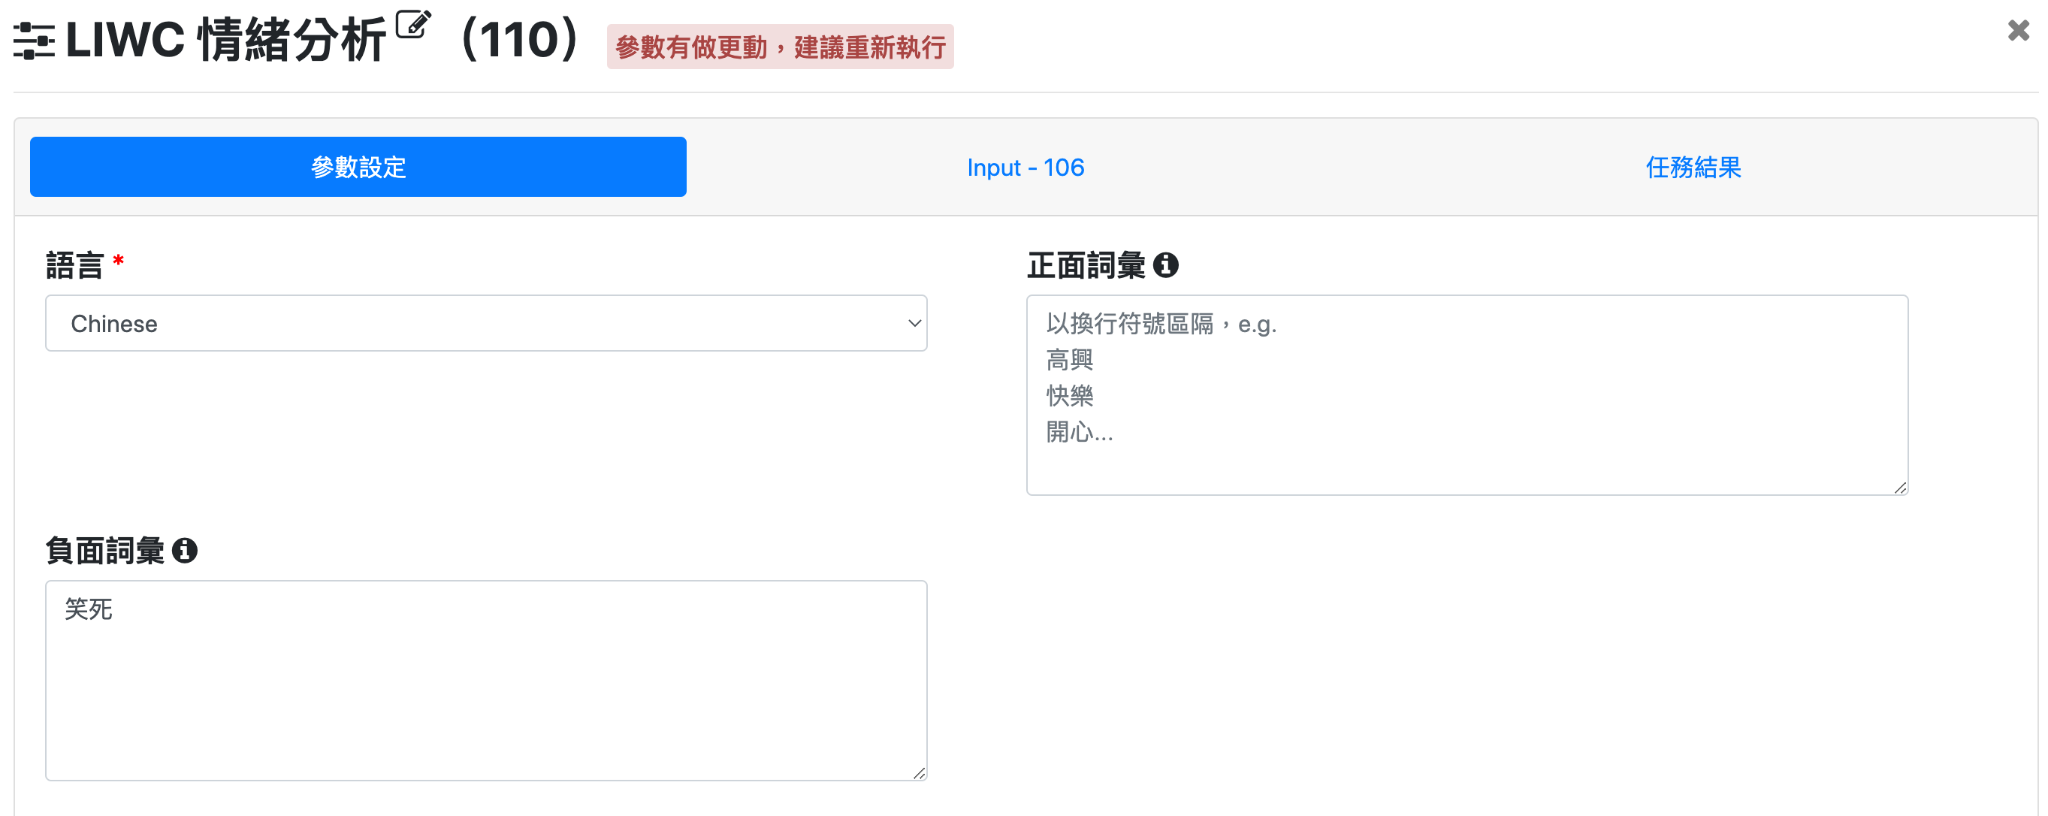 LIWC 情緒分析 （110） 參數有做更動，建議重新執行
參數設定 Input - 106 任務結果
語言 *
Chinese
正面詞彙
以換行符號區隔，e.g.
高興
快樂
開心...
負面詞彙
笑死